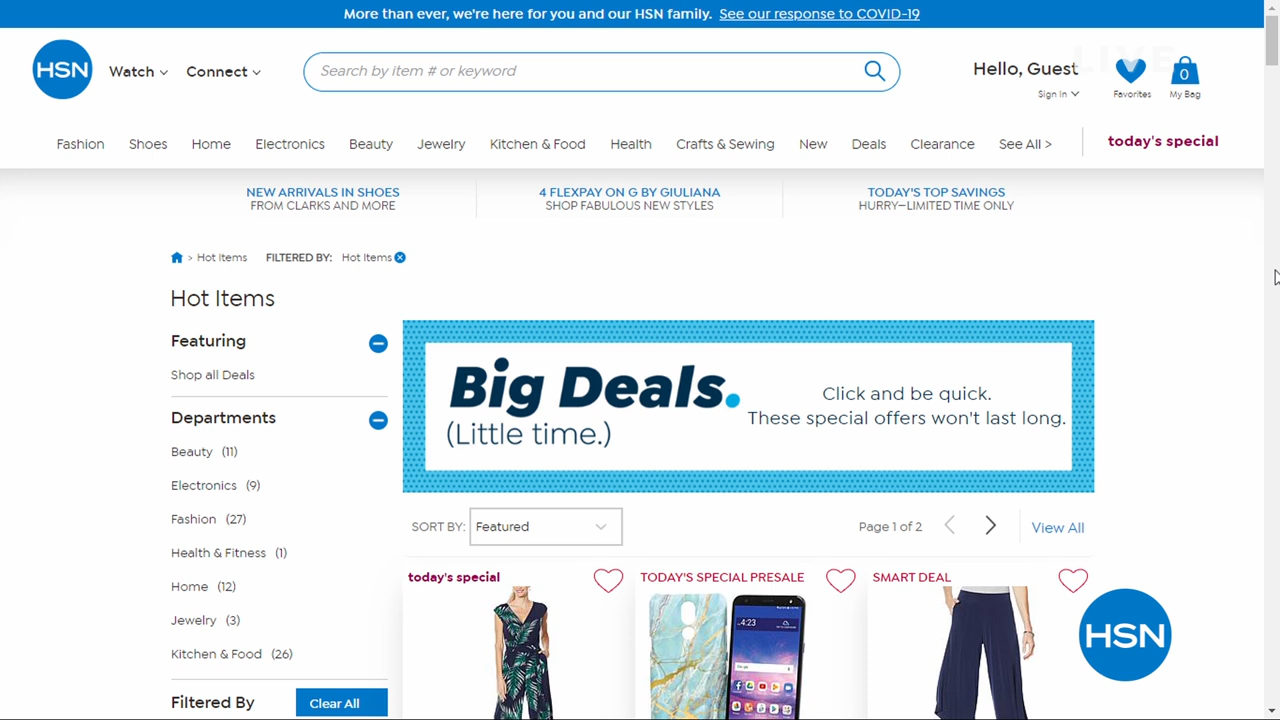 More than ever, we're here for you and our HSN family. See our response to COVID-19
HSN
Watch
Connect
Search by item # or keyword
LIVE
Hello, Guest
Sign In
Favorites
0
My Bag
Fashion
Shoes
Home
Electronics
Beauty
Jewelry
Kitchen & Food
Health
Crafts & Sewing
New
Deals
Clearance
See All >
today's special
NEW ARRIVALS IN SHOES
FROM CLARKS AND MORE
4 FLEXPAY ON G BY GIULIANA
SHOP FABULOUS NEW STYLES
TODAY'S TOP SAVINGS
HURRY—LIMITED TIME ONLY
> Hot Items
FILTERED BY: Hot Items
Hot Items
Featuring
Shop all Deals
Departments
Beauty (11)
Electronics (9)
Fashion (27)
Health & Fitness (1)
Home (12)
Jewelry (3)
Kitchen & Food (26)
Filtered By
Clear All
Big Deals.
(Little time.)
Click and be quick.
These special offers won't last long.
SORT BY: Featured
Page 1 of 2
View All
today's special
TODAY'S SPECIAL PRESALE
SMART DEAL
4:23
HSN